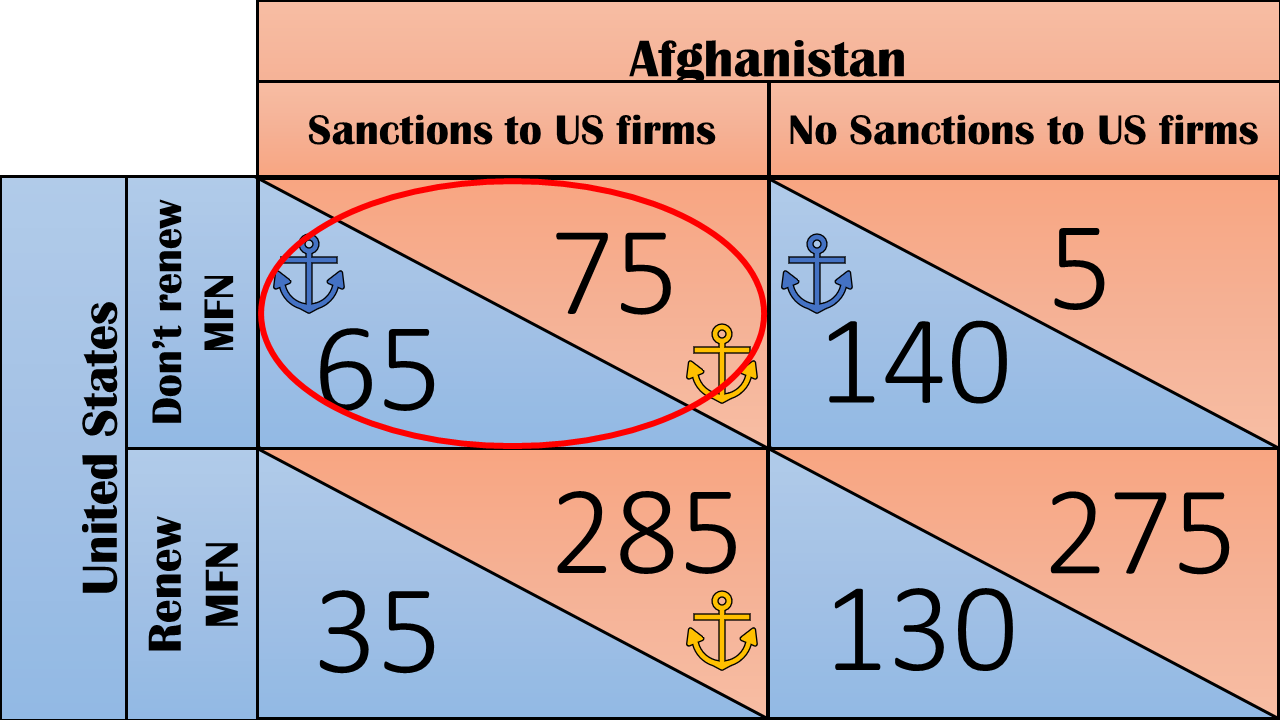 Afghanistan
Sanctions to US firms
No Sanctions to US firms
United States
Don’t renew
MFN
75
65
5
140
Renew
MFN
285
35
275
130